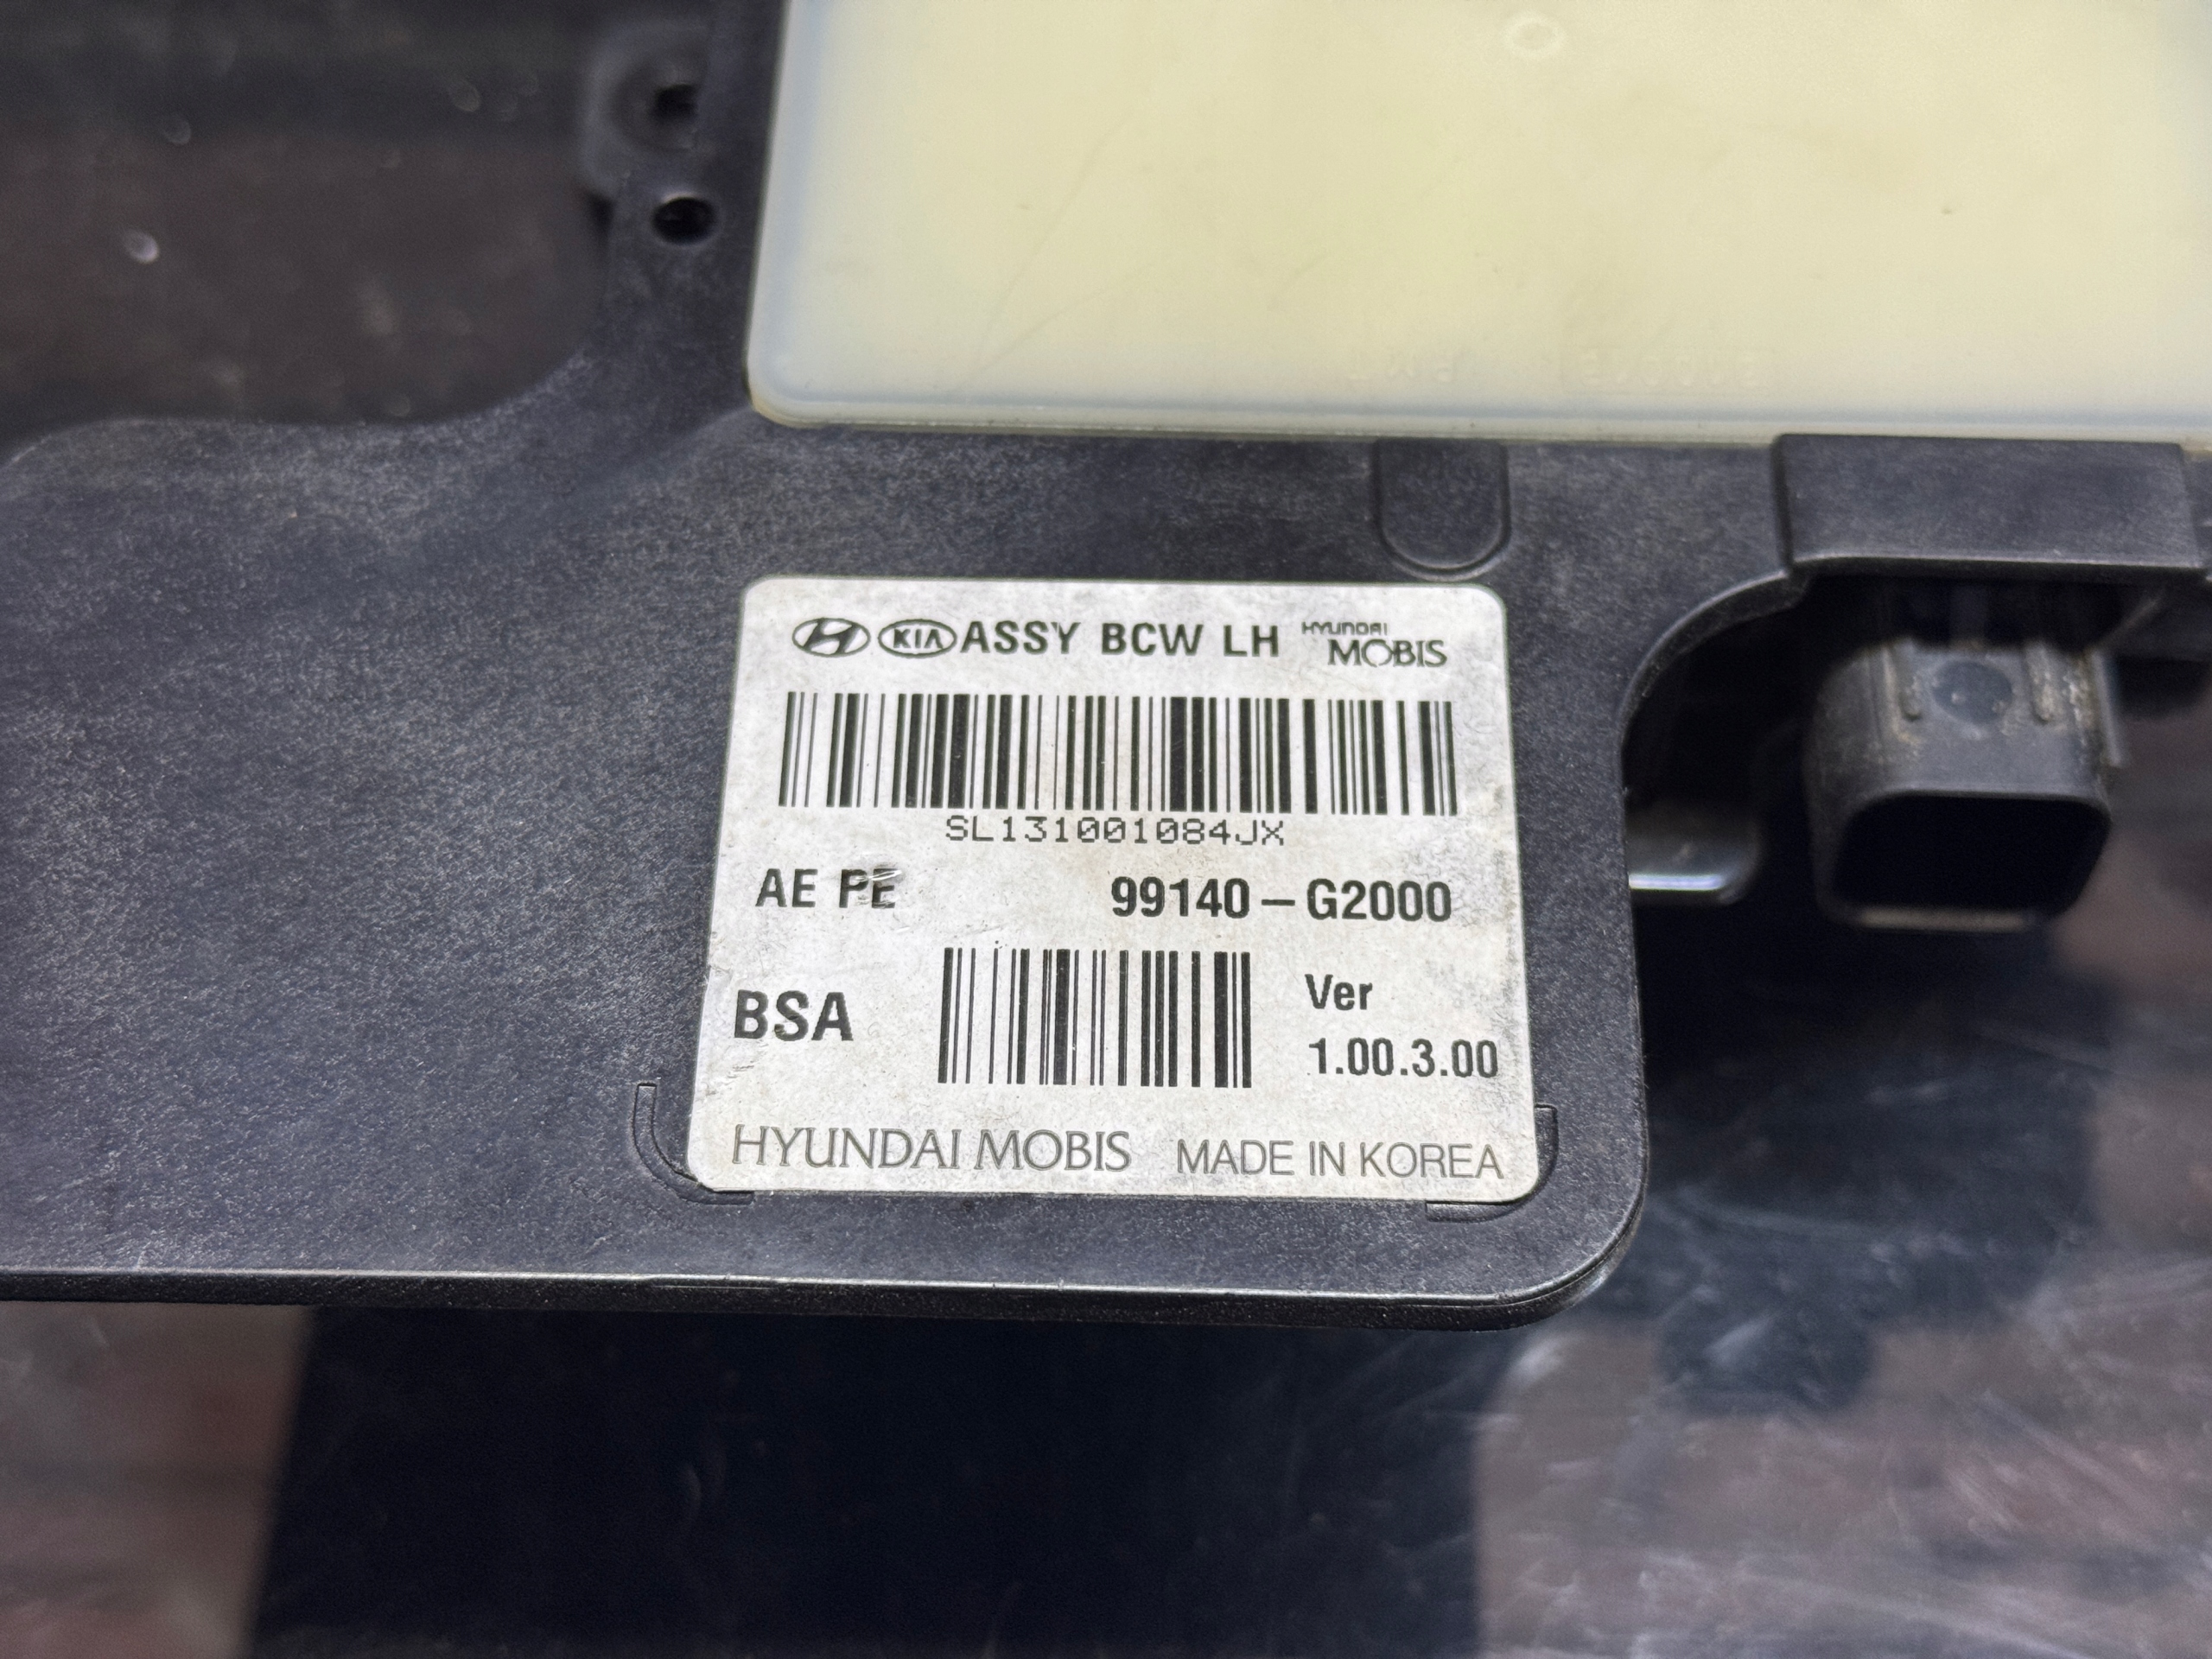 KIA ASSY BCW LH HYUNDAI MOBIS
SL131001084JX
AE PE 99140-G2000
BSA Ver
1.00.3.00
HYUNDAI MOBIS MADE IN KOREA